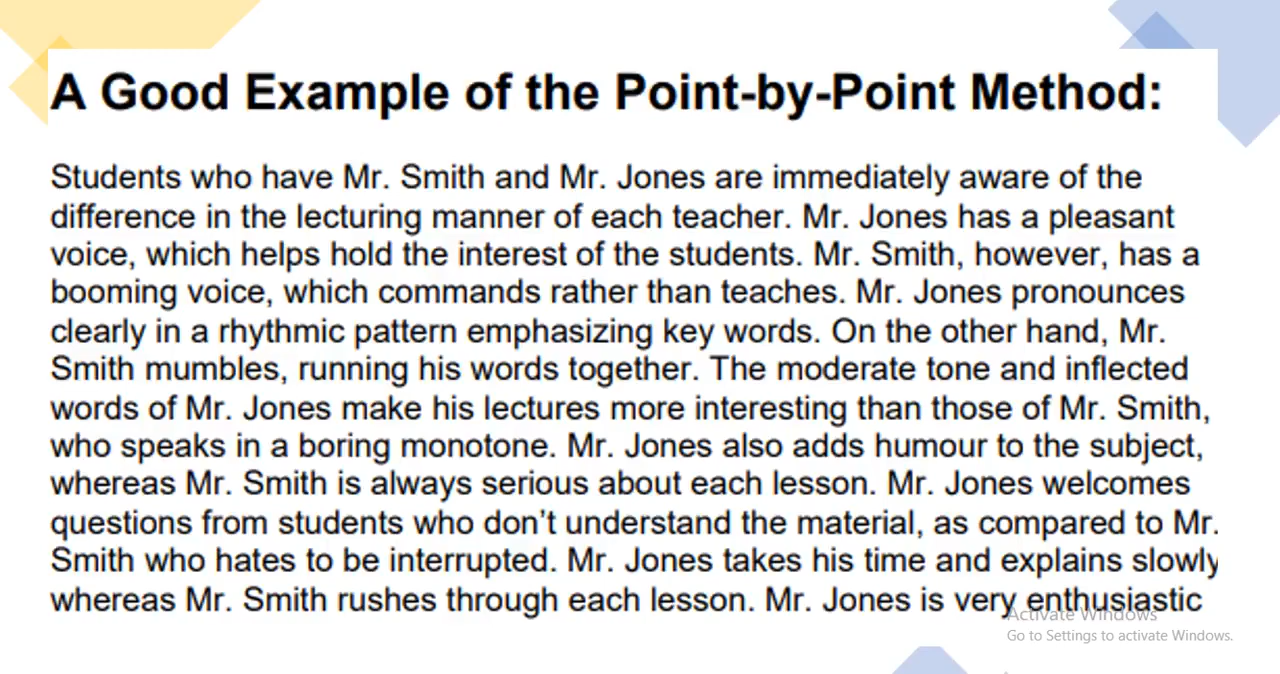 A Good Example of the Point-by-Point Method:
Students who have Mr. Smith and Mr. Jones are immediately aware of the
difference in the lecturing manner of each teacher. Mr. Jones has a pleasant
voice, which helps hold the interest of the students. Mr. Smith, however, has a
booming voice, which commands rather than teaches. Mr. Jones pronounces
clearly in a rhythmic pattern emphasizing key words. On the other hand, Mr.
Smith mumbles, running his words together. The moderate tone and inflected
words of Mr. Jones make his lectures more interesting than those of Mr. Smith,
who speaks in a boring monotone. Mr. Jones also adds humour to the subject,
whereas Mr. Smith is always serious about each lesson. Mr. Jones welcomes
questions from students who don’t understand the material, as compared to Mr.
Smith who hates to be interrupted. Mr. Jones takes his time and explains slowly
whereas Mr. Smith rushes through each lesson. Mr. Jones is very enthusiastic
Activate Windows
Go to Settings to activate Windows.